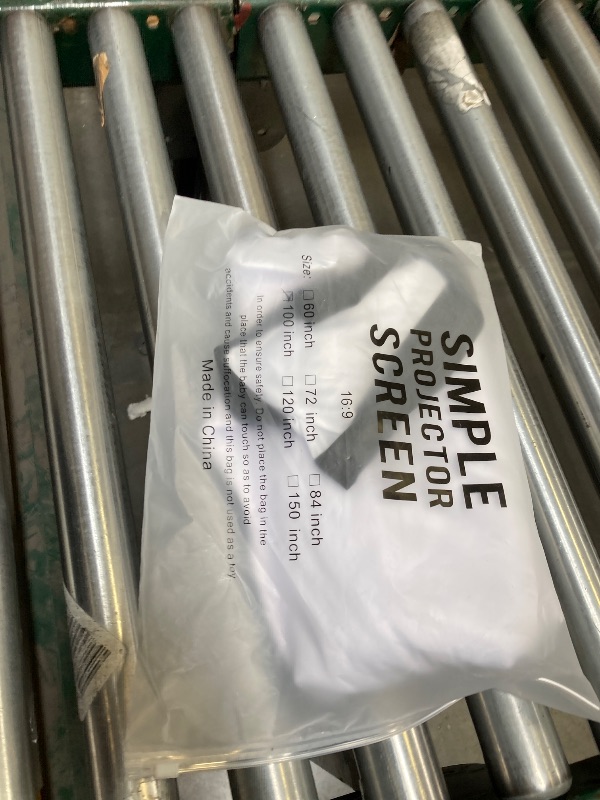 SIMPLE
PROJECTOR
SCREEN
16:9
Size: ☐60 inch ☐72 inch ☐84 inch
☑100 inch ☐120 inch ☐150 inch
In order to ensure safety, Do not place the bag in the
place that the baby can touch so as to avoid
accidents and cause suffocation and this bag is not used as a toy
Made in China